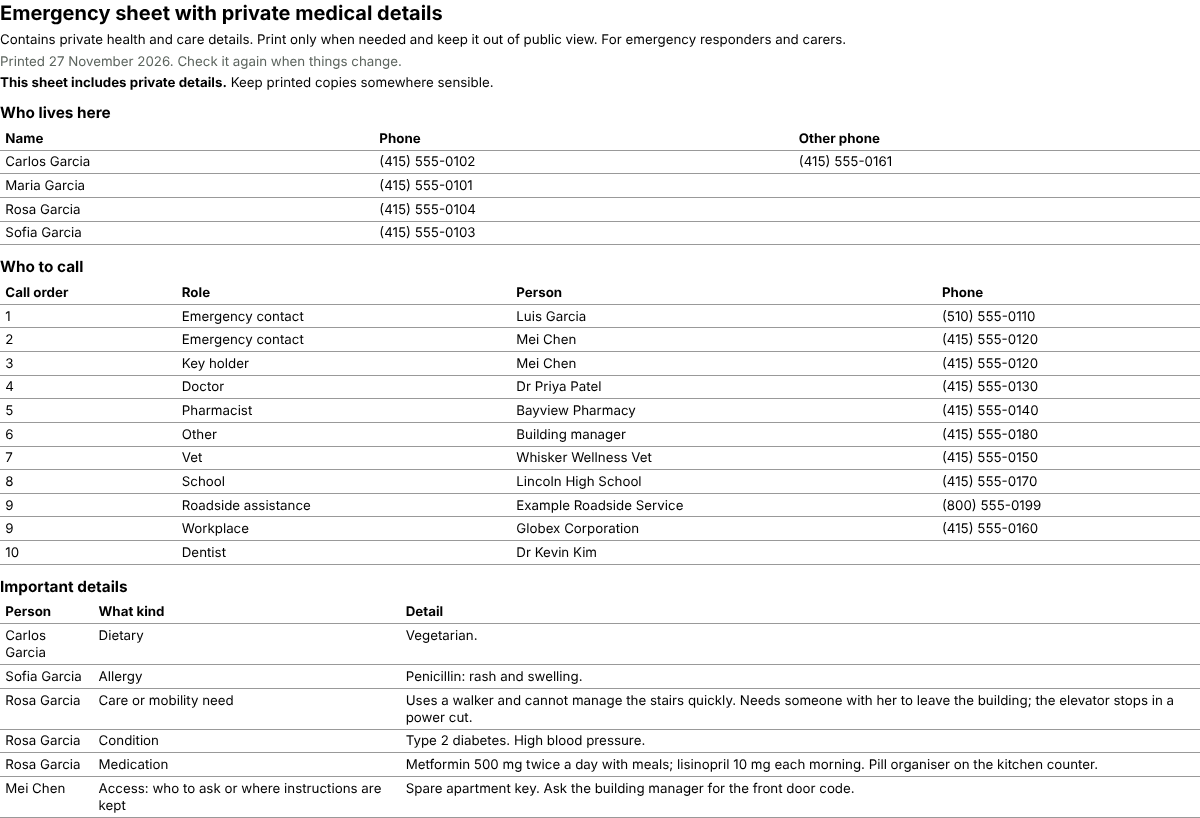 Emergency sheet with private medical details
Contains private health and care details. Print only when needed and keep it out of public view. For emergency responders and carers.
Printed 27 November 2026. Check it again when things change.
This sheet includes private details. Keep printed copies somewhere sensible.
Who lives here
Name Phone Other phone
Carlos Garcia (415) 555-0102 (415) 555-0161
Maria Garcia (415) 555-0101
Rosa Garcia (415) 555-0104
Sofia Garcia (415) 555-0103
Who to call
Call order Role Person Phone
1 Emergency contact Luis Garcia (510) 555-0110
2 Emergency contact Mei Chen (415) 555-0120
3 Key holder Mei Chen (415) 555-0120
4 Doctor Dr Priya Patel (415) 555-0130
5 Pharmacist Bayview Pharmacy (415) 555-0140
6 Other Building manager (415) 555-0180
7 Vet Whisker Wellness Vet (415) 555-0150
8 School Lincoln High School (415) 555-0170
9 Roadside assistance Example Roadside Service (800) 555-0199
9 Workplace Globex Corporation (415) 555-0160
10 Dentist Dr Kevin Kim
Important details
Person What kind Detail
Carlos Dietary Vegetarian.
Garcia
Sofia Garcia Allergy Penicillin: rash and swelling.
Rosa Garcia Care or mobility need Uses a walker and cannot manage the stairs quickly. Needs someone with her to leave the building; the elevator stops in a
power cut.
Rosa Garcia Condition Type 2 diabetes. High blood pressure.
Rosa Garcia Medication Metformin 500 mg twice a day with meals; lisinopril 10 mg each morning. Pill organiser on the kitchen counter.
Mei Chen Access: who to ask or where instructions are Spare apartment key. Ask the building manager for the front door code.
kept